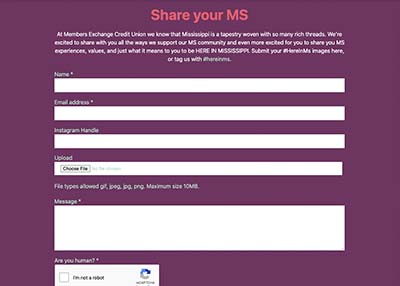 Share your MS
At Members Exchange Credit Union we know that Mississippi is a tapestry woven with so many rich threads. We're
excited to share with you all the ways we support our MS community and even more excited for you to share you MS
experiences, values, and just what it means to you to be HERE IN MISSISSIPPI. Submit your #HereInMs images here,
or tag us with #hereinms.
Name *
Email address *
Instagram Handle
Upload
Choose File no file chosen
File types allowed gif, jpeg, jpg, png. Maximum size 10MB.
Message *
Are you human? *
I'm not a robot
reCAPTCHA